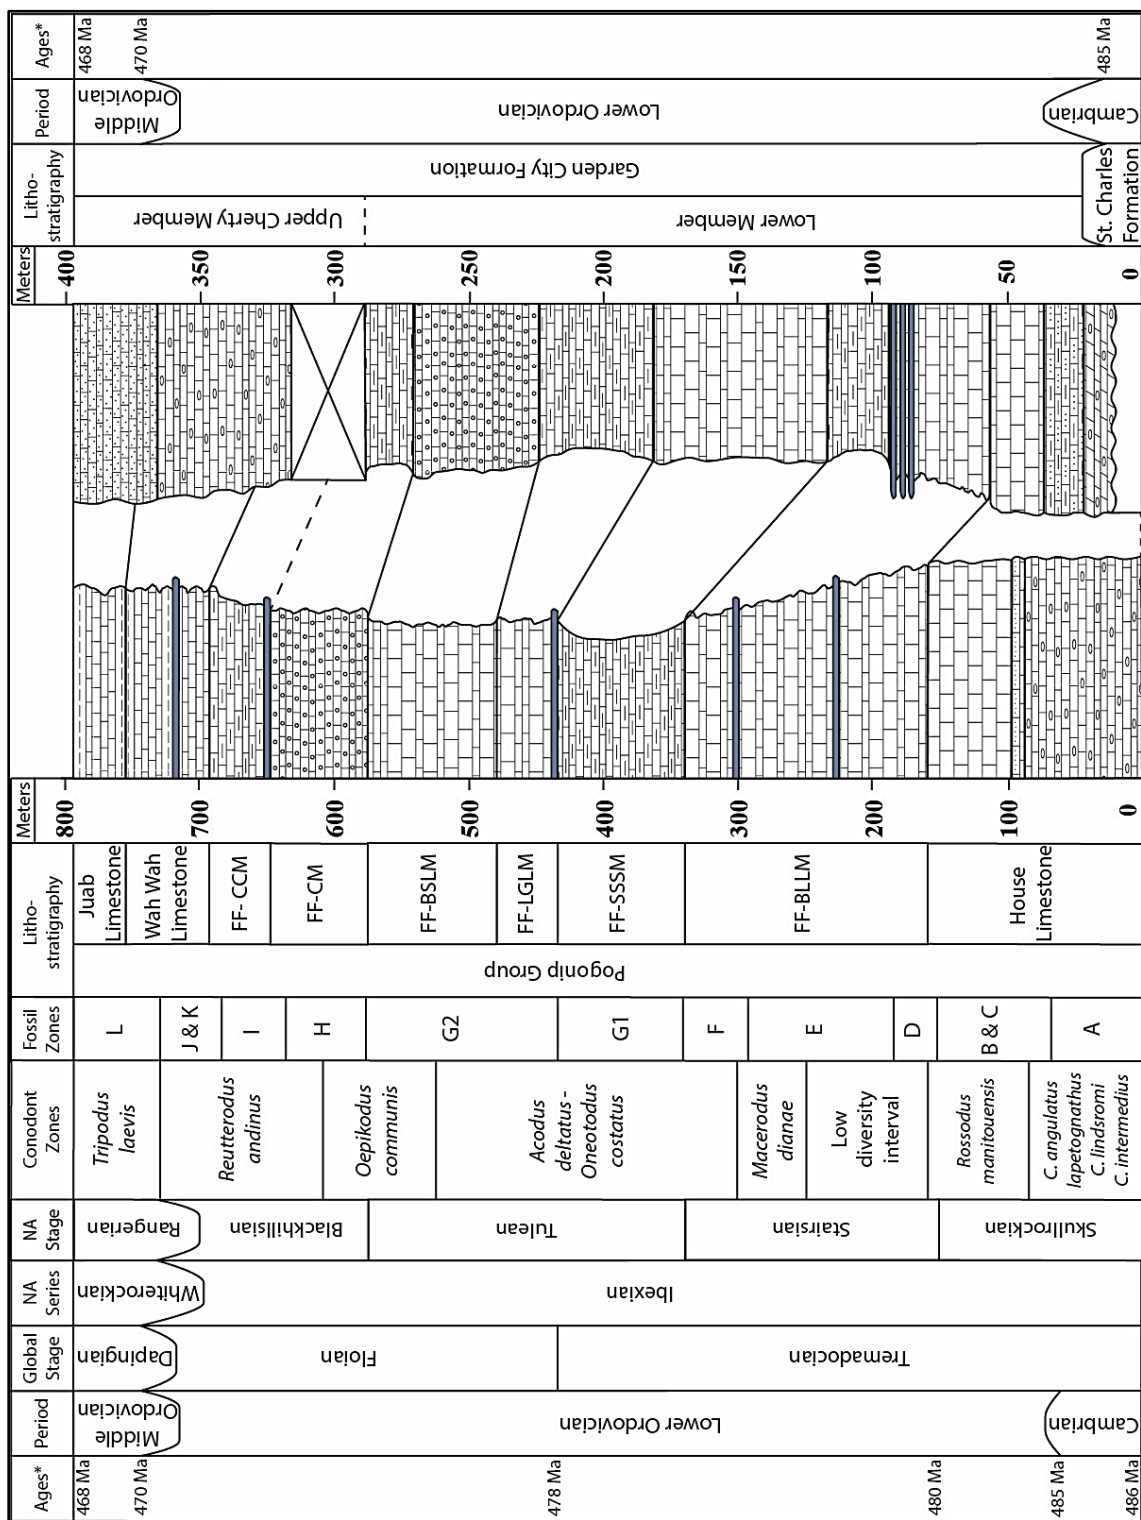 Ages*
468 Ma
470 Ma
478 Ma
480 Ma
485 Ma
486 Ma
Period
Middle
Ordovician
Lower Ordovician
Cambrian
Global
Stage
Dapingian
Floian
Tremadocian
NA
Series
Whiterockian
Ibexian
NA
Stage
Rangerian
Blackhillsian
Tulean
Stairsian
Skullrockian
Conodont
Zones
Tripodus
laevis
Reutterodus
andinus
Oepikodus
communis
Acodus
deltatus -
Oneotodus
costatus
Macerodus
dianae
Low
diversity
interval
Rossodus
manitouensis
C. angulatus
Iapetognathus
C. lindsromi
C. intermedius
Fossil
Zones
L
J & K
I
H
G2
G1
F
E
D
B & C
A
Litho-
stratigraphy
Pogonip Group
Juab
Limestone
Wah Wah
Limestone
FF- CCM
FF-CM
FF-BSLM
FF-LGLM
FF-SSSM
FF-BLLM
House
Limestone
Meters
800
700
600
500
400
300
200
100
0
Meters
400
350
300
250
200
150
100
50
0
Litho-
stratigraphy
Upper Cherty Member
Lower Member
Garden City Formation
St. Charles
Formation
Period
Middle
Ordovician
Lower Ordovician
Cambrian
Ages*
468 Ma
470 Ma
485 Ma